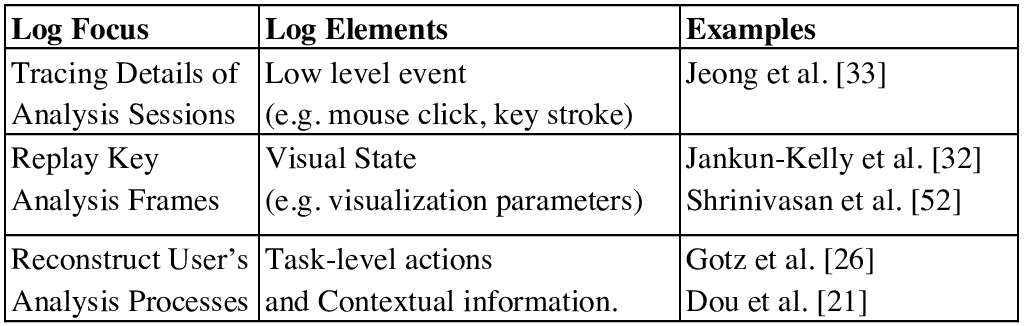 Log Focus Log Elements Examples
Tracing Details of Low level event Jeong et al. [33]
Analysis Sessions (e.g. mouse click, key stroke)
Replay Key Visual State Jankun-Kelly et al. [32]
Analysis Frames (e.g. visualization parameters) Shrinivasan et al. [52]
Reconstruct User’s Task-level actions Gotz et al. [26]
Analysis Processes and Contextual information. Dou et al. [21]